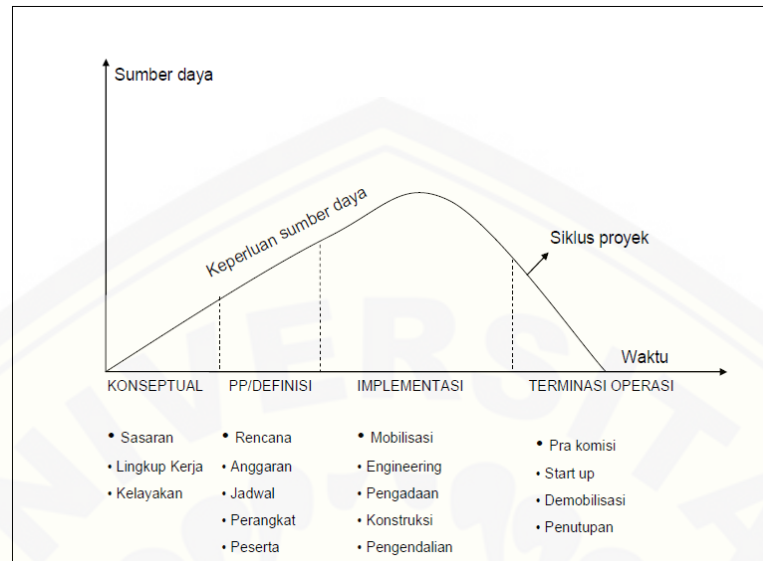 Sumber daya
Keperluan sumber daya
Siklus proyek
Waktu
KONSEPTUAL PP/DEFINISI IMPLEMENTASI TERMINASI OPERASI
• Sasaran
• Lingkup Kerja
• Kelayakan
• Rencana
• Anggaran
• Jadwal
• Perangkat
• Peserta
• Mobilisasi
• Engineering
• Pengadaan
• Konstruksi
• Pengendalian
• Pra komisi
• Start up
• Demobilisasi
• Penutupan